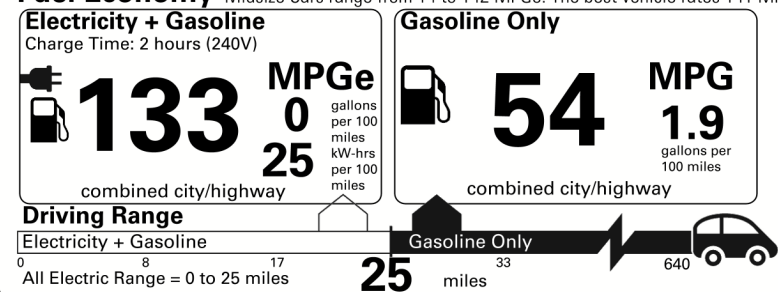 Electricity + Gasoline
Charge Time: 2 hours (240V)
133
MPGe
0
gallons
per 100
miles
25
kW-hrs
per 100
miles
combined city/highway
Gasoline Only
54
MPG
1.9
gallons per
100 miles
combined city/highway
Driving Range
Electricity + Gasoline
Gasoline Only
0 8 17 25 miles 33 640
All Electric Range = 0 to 25 miles